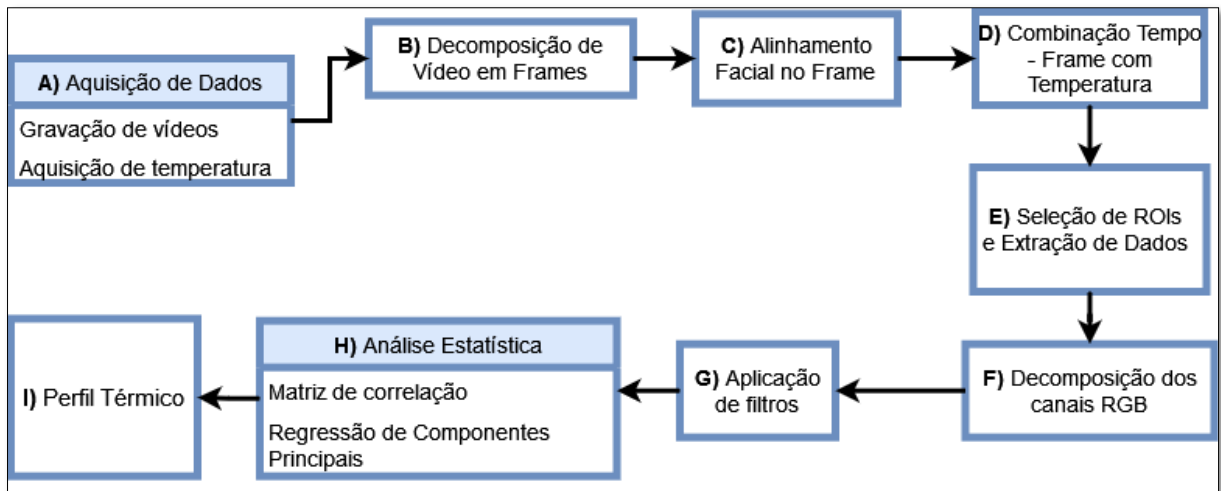 A) Aquisição de Dados
Gravação de vídeos
Aquisição de temperatura
B) Decomposição de
Vídeo em Frames
C) Alinhamento
Facial no Frame
D) Combinação Tempo
- Frame com
Temperatura
E) Seleção de ROIs
e Extração de Dados
F) Decomposição dos
canais RGB
G) Aplicação
de filtros
H) Análise Estatística
Matriz de correlação
Regressão de Componentes
Principais
I) Perfil Térmico